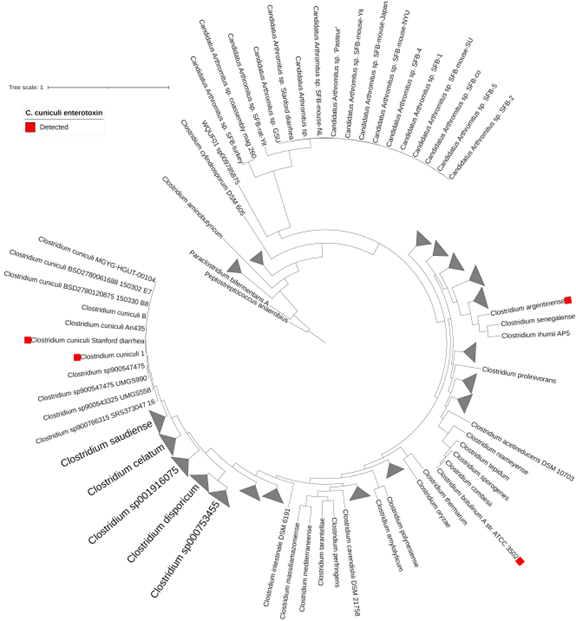 Tree scale: 1
C. cuniculi enterotoxin
Detected
Clostridium cuniculi MGYG-HGUT-00104
Clostridium cuniculi BSD2780061688 150302 E7
Clostridium cuniculi BSD2780120875 150330 B8
Clostridium cuniculi B
Clostridium cuniculi An435
Clostridium cuniculi Stanford diarrhea
Clostridium cuniculi 1
Clostridium sp900547475
Clostridium sp900547475 UMGS990
Clostridium sp900543325 UMGS558
Clostridium sp900766315 SRS373047 16
Clostridium saudiense
Clostridium celatum
Clostridium sp001916075
Clostridium disporicum
Clostridium sp000753455
Clostridium intestinale DSM 6191
Clostridium massiliamazoniense
Clostridium mediterraneense
Clostridium tarantellae
Clostridium perfringens
Clostridium cavendishii DSM 21758
Clostridium amylolyticum
Clostridium polynesiense
Clostridium oryzae
Clostridium thermarum
Clostridium botulinum A str. ATCC 3502
Clostridium combesii
Clostridium sporogenes
Clostridium lepidum
Clostridium niameyense
Clostridium aceticireducens DSM 10703
Clostridium prolinivorans
Clostridium ihumii AP5
Clostridium senegalense
Clostridium argentinense
Candidatus Arthromitus sp. SFB-2
Candidatus Arthromitus sp. SFB-5
Candidatus Arthromitus sp. SFB-co
Candidatus Arthromitus sp. SFB-mouse-SU
Candidatus Arthromitus sp. SFB-1
Candidatus Arthromitus sp. SFB-4
Candidatus Arthromitus sp. SFB-mouse-NYU
Candidatus Arthromitus sp. SFB-mouse-Japan
Candidatus Arthromitus sp. SFB-mouse-Yit
Candidatus Arthromitus sp. 'Pasteur'
Candidatus Arthromitus sp. SFB-mouse-NL
Candidatus Arthromitus sp.
Candidatus Arthromitus sp. Stanford diarrhea
Candidatus Arthromitus sp. GSU
Candidatus Arthromitus sp. SFB-rat-Yit
Candidatus Arthromitus sp. coassembly mag 260
Candidatus Arthromitus sp. SFB-turkey
WQUF01 sp009785875
Clostridium cylindrosporum DSM 605
Clostridium aminobutyricum
Paraclostridium bifermentans A
Peptostreptococcus anaerobius